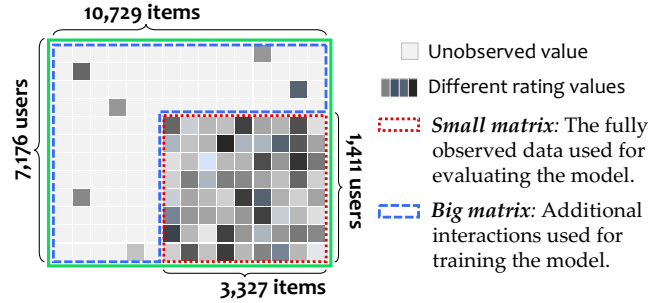 10,729 items
7,176 users
1,411 users
3,327 items
Unobserved value
Different rating values
Small matrix: The fully
observed data used for
evaluating the model.
Big matrix: Additional
interactions used for
training the model.